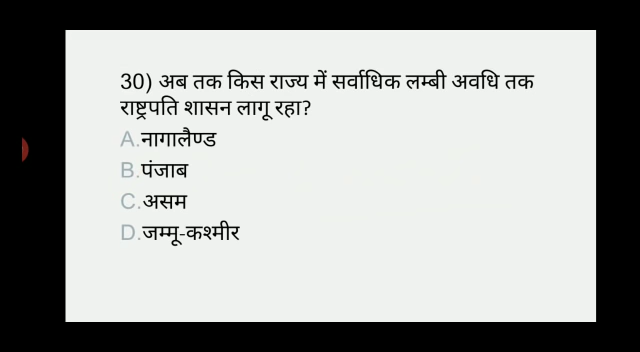 30) अब तक किस राज्य में सर्वाधिक लम्बी अवधि तक
राष्ट्रपति शासन लागू रहा?
A.नागालैण्ड
B.पंजाब
C.असम
D.जम्मू-कश्मीर